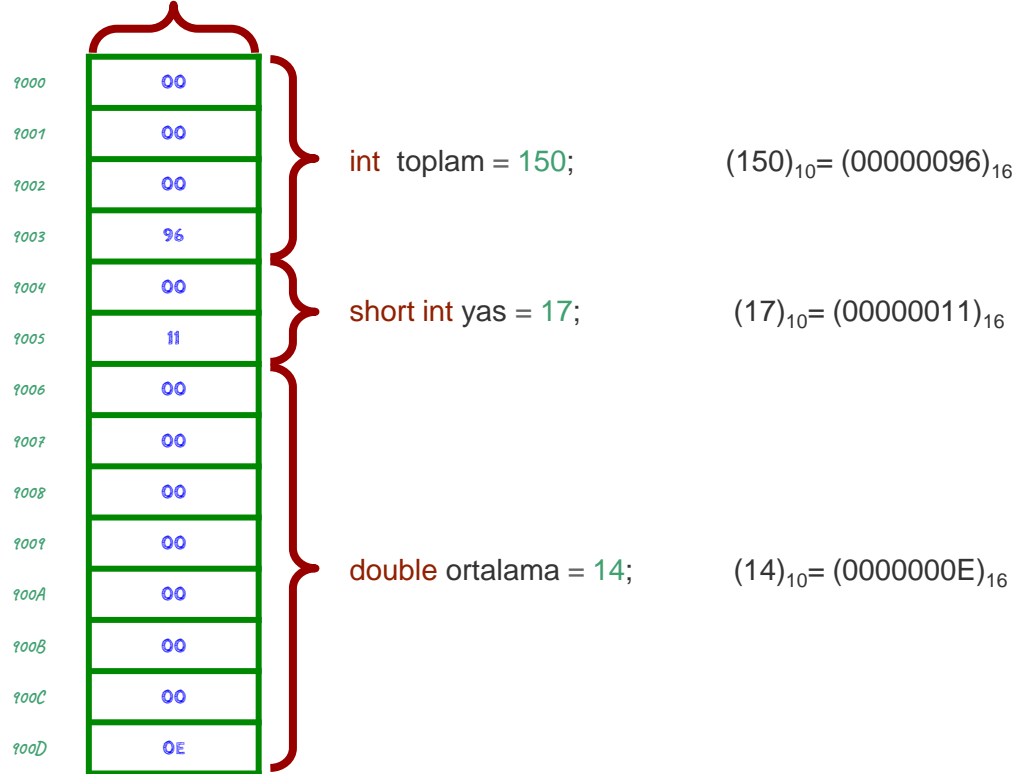 9000 00
9001 00
9002 00
int toplam = 150; (150)10= (00000096)16
9003 96
9004 00
short int yas = 17; (17)10= (00000011)16
9005 11
9006 00
9007 00
9008 00
9009 00
double ortalama = 14; (14)10= (0000000E)16
900A 00
900B 00
900C 00
900D 0E